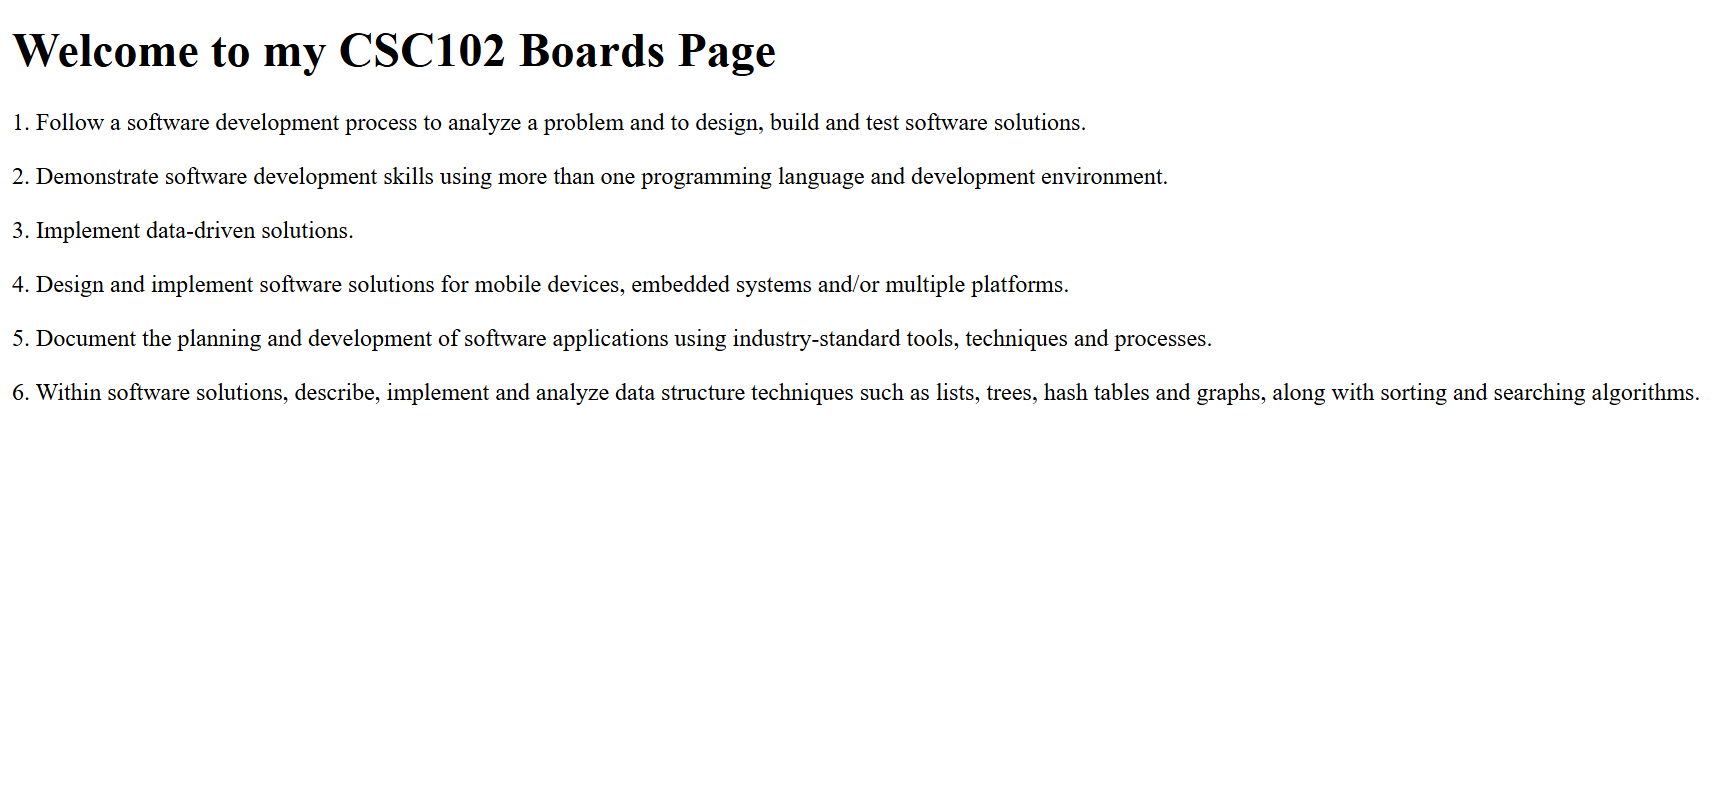 Welcome to my CSC102 Boards Page
1. Follow a software development process to analyze a problem and to design, build and test software solutions.
2. Demonstrate software development skills using more than one programming language and development environment.
3. Implement data-driven solutions.
4. Design and implement software solutions for mobile devices, embedded systems and/or multiple platforms.
5. Document the planning and development of software applications using industry-standard tools, techniques and processes.
6. Within software solutions, describe, implement and analyze data structure techniques such as lists, trees, hash tables and graphs, along with sorting and searching algorithms.